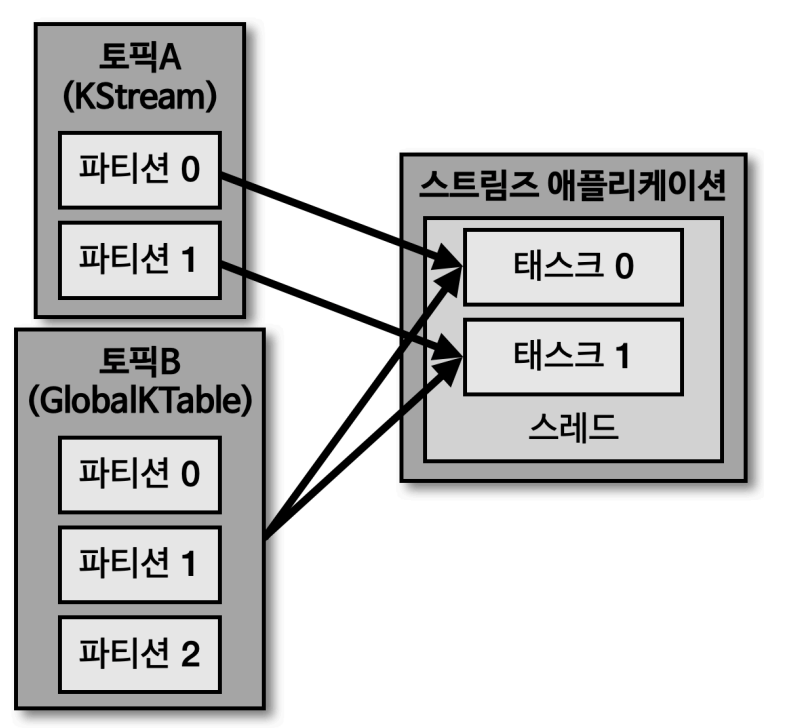 토픽A
(KStream)
파티션 0
파티션 1
토픽B
(GlobalKTable)
파티션 0
파티션 1
파티션 2
스트림즈 애플리케이션
태스크 0
태스크 1
스레드